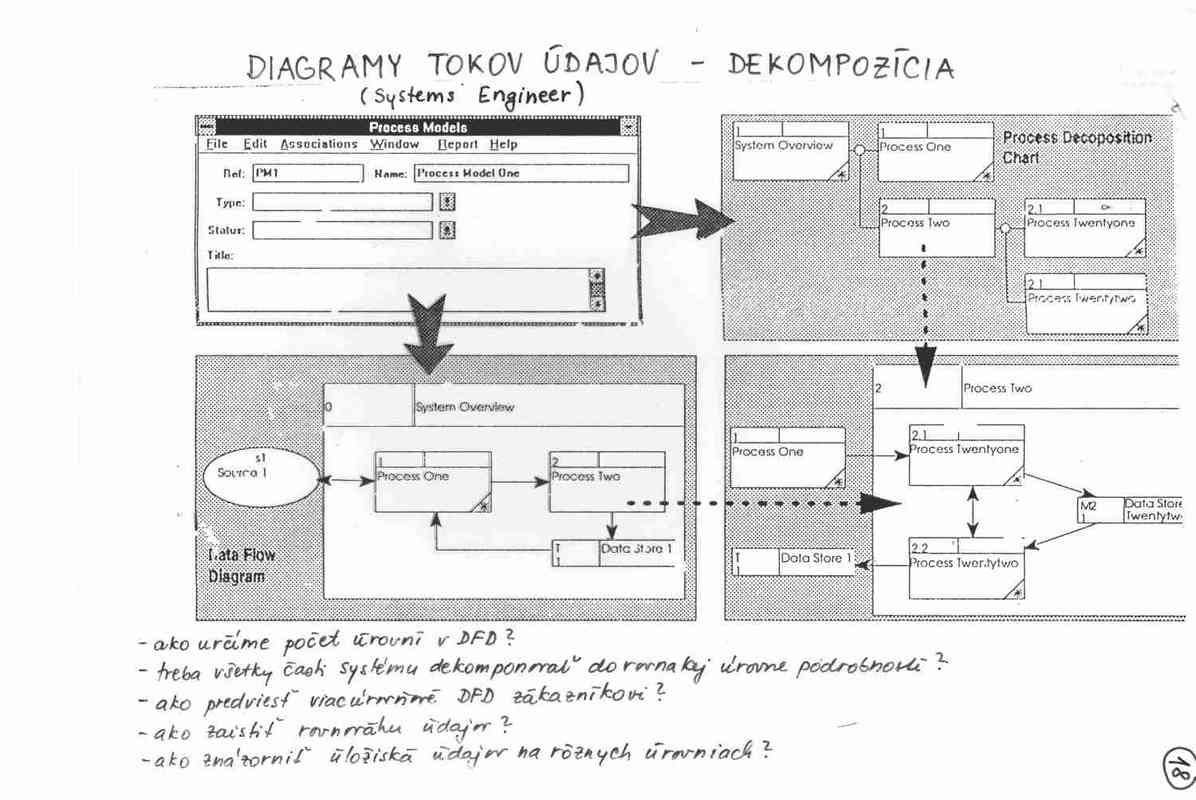 DIAGRAMY TOKOV ÚDAJOV - DEKOMPOZÍCIA
(Systems Engineer)
Process Models
File Edit Associations Window Report Help
Ref: PM1 Name: Process Model One
Type:
Status:
Title:
1
System Overview
1
Process One
Process Decoposition
Chart
2
Process Two
2.1
Process Twentyone
2.1
Process Twentytwo
0
System Overview
s1
Source 1
1
Process One
2
Process Two
T
1
Data Store 1
Data Flow
Diagram
2
Process Two
1
Process One
2.1
Process Twentyone
M2
1
Data Store
Twentytw
2.2
Process Twentytwo
T
1
Data Store 1
- ako určíme počet úrovní v DFD?
- treba všetky časti systému dekomponovať do rovnakej úrovne podrobnosti?
- ako predviesť viacúrovňové DFD zákazníkovi?
- ako zaistiť rovnováhu údajov?
- ako znázorniť úložiská údajov na rôznych úrovniach?
18